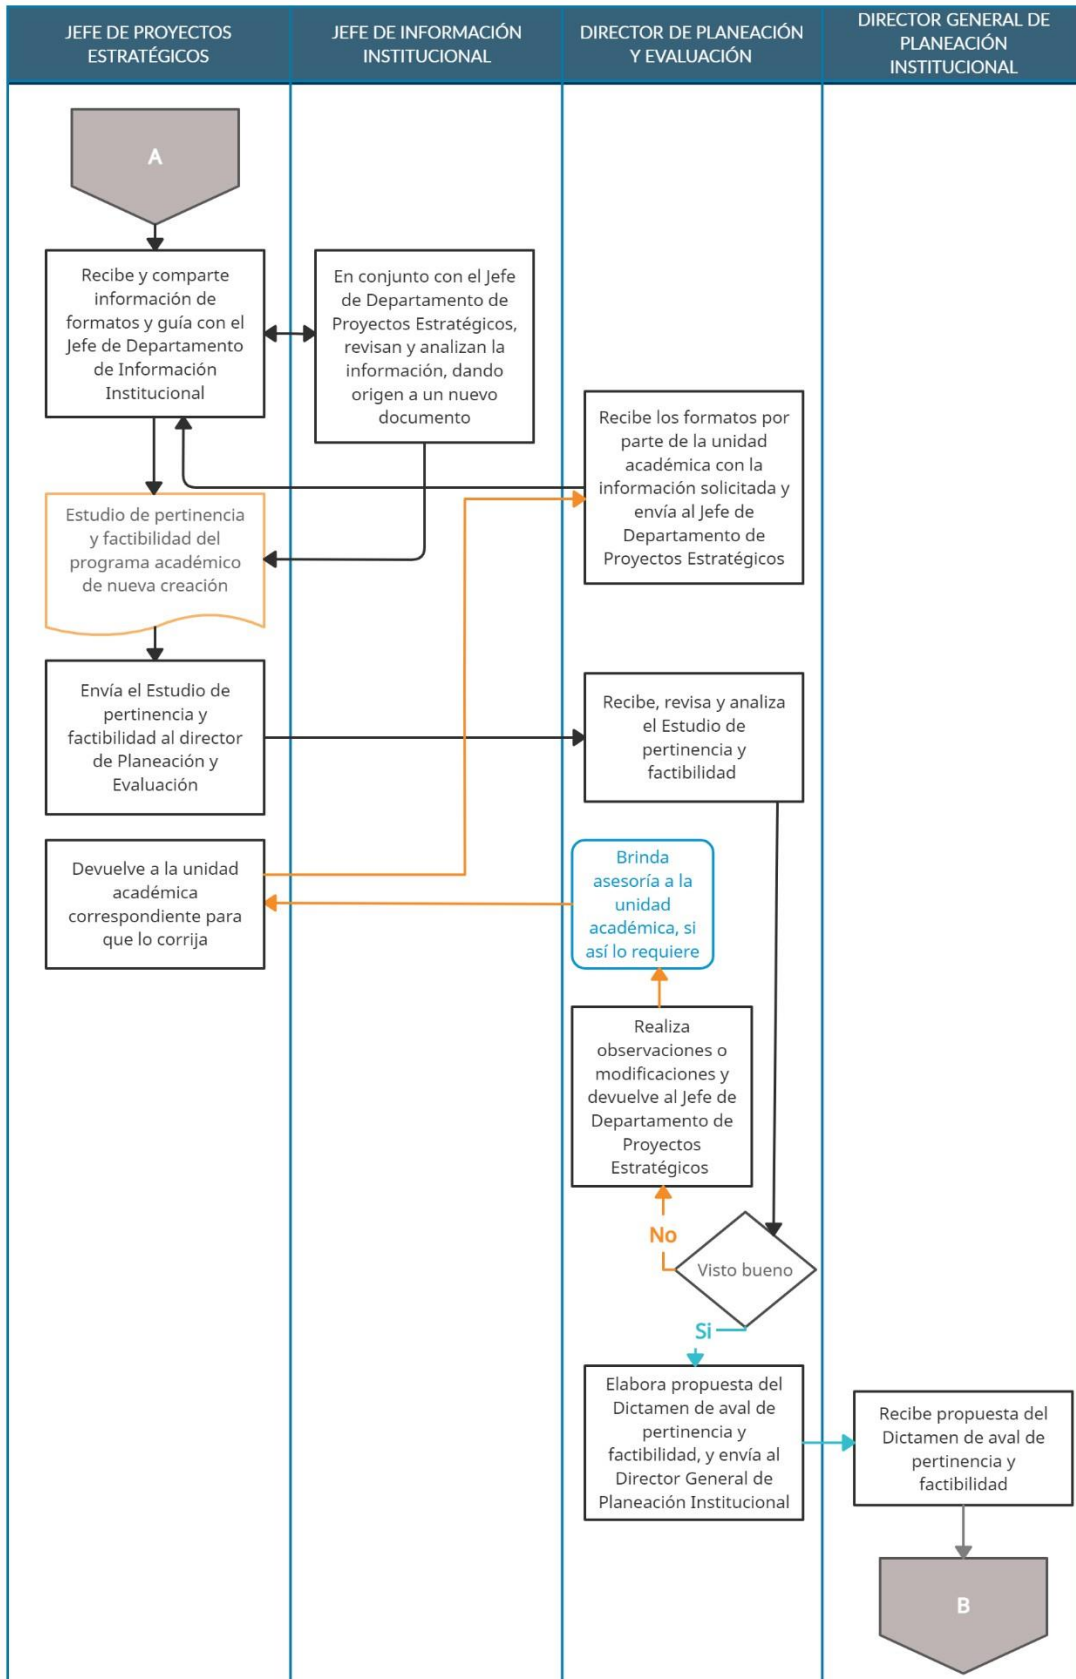 JEFE DE PROYECTOS
ESTRATÉGICOS
JEFE DE INFORMACIÓN
INSTITUCIONAL
DIRECTOR DE PLANEACIÓN
Y EVALUACIÓN
DIRECTOR GENERAL DE
PLANEACIÓN
INSTITUCIONAL
A
Recibe y comparte
información de
formatos y guía con el
Jefe de Departamento
de Información
Institucional
En conjunto con el Jefe
de Departamento de
Proyectos Estratégicos,
revisan y analizan la
información, dando
origen a un nuevo
documento
Recibe los formatos por
parte de la unidad
académica con la
información solicitada y
envía al Jefe de
Departamento de
Proyectos Estratégicos
Estudio de pertinencia
y factibilidad del
programa académico
de nueva creación
Envía el Estudio de
pertinencia y
factibilidad al director
de Planeación y
Evaluación
Recibe, revisa y analiza
el Estudio de
pertinencia y
factibilidad
Devuelve a la unidad
académica
correspondiente para
que lo corrija
Brinda
asesoría a la
unidad
académica, si
así lo requiere
Realiza
observaciones o
modificaciones y
devuelve al Jefe de
Departamento de
Proyectos
Estratégicos
No
Visto bueno
Si
Elabora propuesta del
Dictamen de aval de
pertinencia y
factibilidad, y envía al
Director General de
Planeación Institucional
Recibe propuesta del
Dictamen de aval de
pertinencia y
factibilidad
B